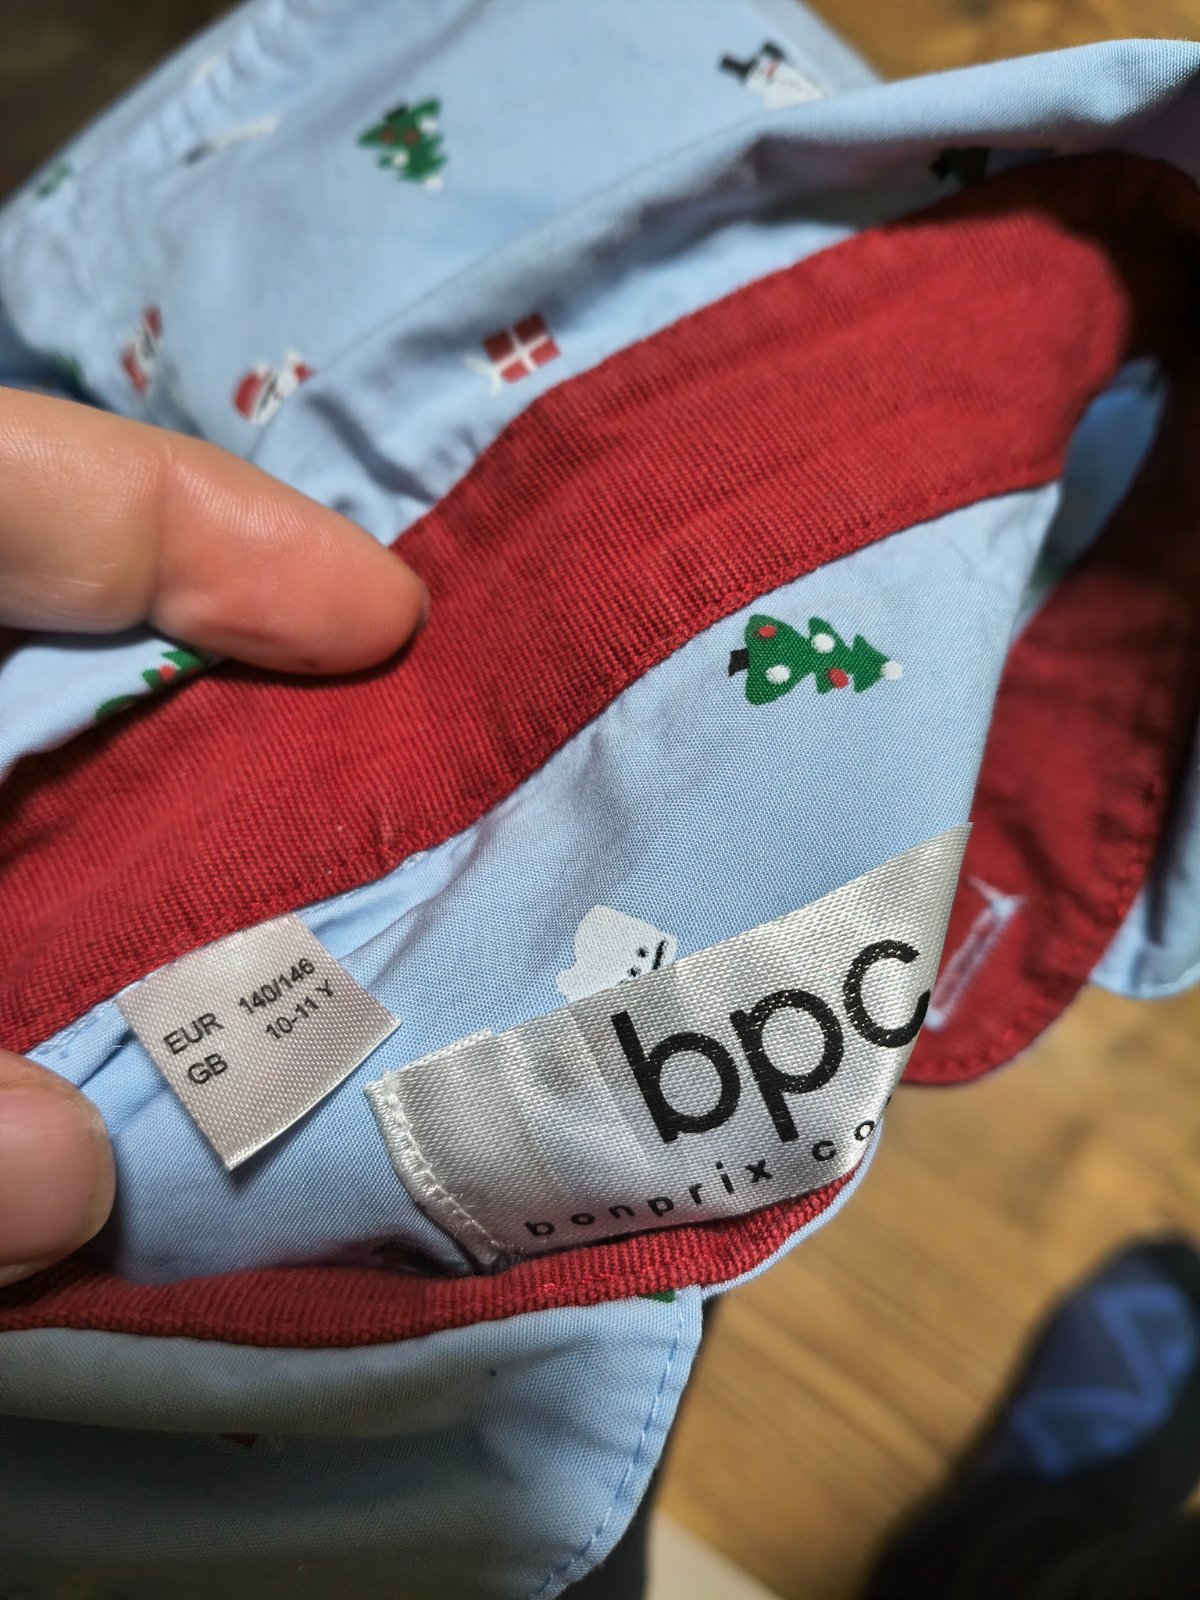 EUR 140/146
GB 10-11 Y
bpc
bonprix co